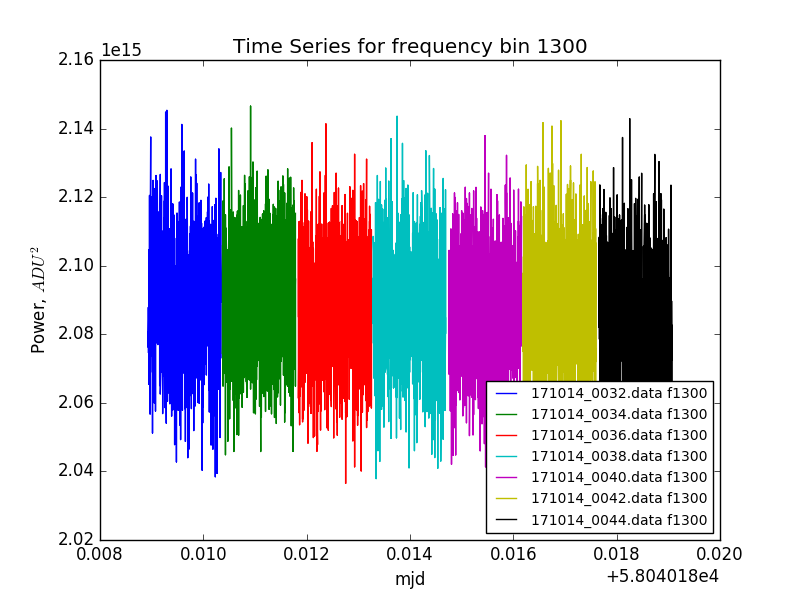 Time Series for frequency bin 1300
1e15
2.16
2.14
2.12
2.10
2.08
2.06
2.04
2.02
Power, ADU^2
0.008 0.010 0.012 0.014 0.016 0.018 0.020
mjd
+5.804018e4
171014_0032.data f1300
171014_0034.data f1300
171014_0036.data f1300
171014_0038.data f1300
171014_0040.data f1300
171014_0042.data f1300
171014_0044.data f1300